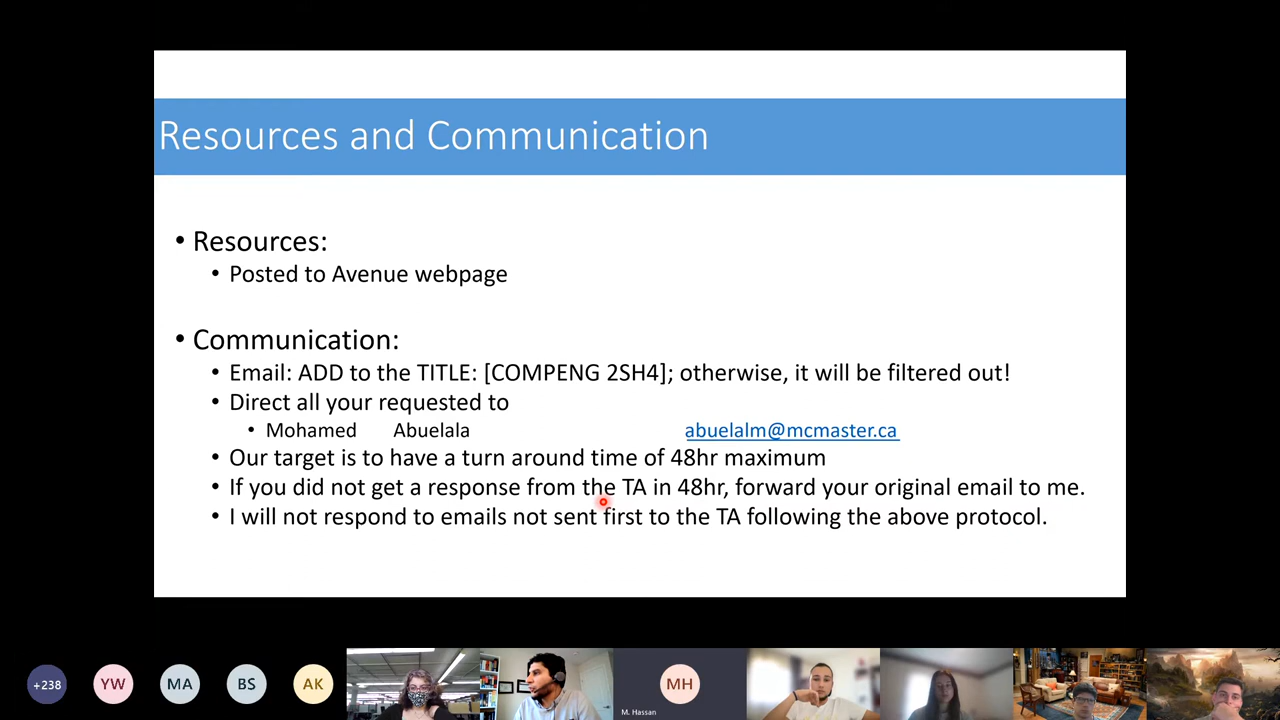 Resources and Communication
• Resources:
• Posted to Avenue webpage
• Communication:
• Email: ADD to the TITLE: [COMPENG 2SH4]; otherwise, it will be filtered out!
• Direct all your requested to
• Mohamed Abuelala abuelalm@mcmaster.ca
• Our target is to have a turn around time of 48hr maximum
• If you did not get a response from the TA in 48hr, forward your original email to me.
• I will not respond to emails not sent first to the TA following the above protocol.
+238 YW MA BS AK MH
M. Hassan